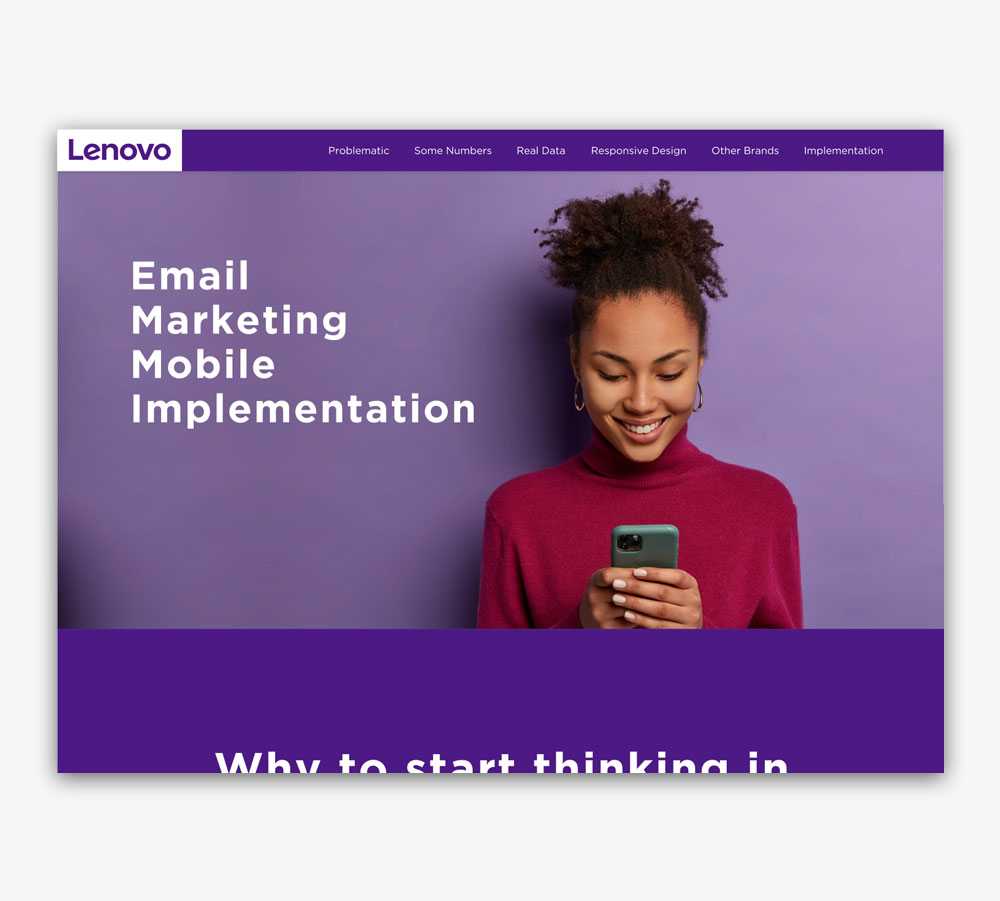 Lenovo
Problematic Some Numbers Real Data Responsive Design Other Brands Implementation
Email
Marketing
Mobile
Implementation
Why to start thinking in